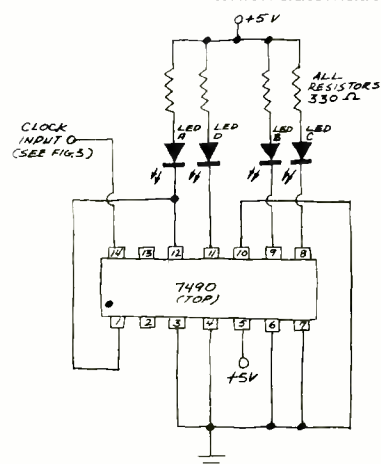 +5V
ALL
RESISTORS
330 Ω
CLOCK
INPUT
(SEE FIG.3)
LED
A
LED
D
LED
B
LED
C
14 13 12 11 10 9 8
7490
(TOP)
1 2 3 4 5 6 7
+5V